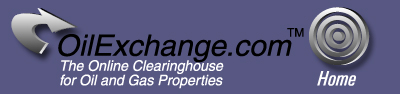 OilExchange.com™
The Online Clearinghouse
for Oil and Gas Properties
Home